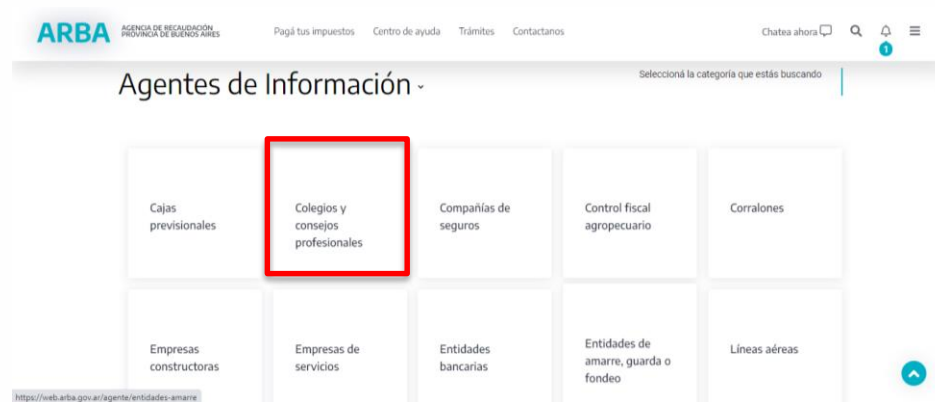 ARBA
AGENCIA DE RECAUDACIÓN
PROVINCIA DE BUENOS AIRES
Pagá tus impuestos Centro de ayuda Trámites Contactanos
Chatea ahora
1
Agentes de Información
Seleccioná la categoría que estás buscando
Cajas
previsionales
Colegios y
consejos
profesionales
Compañías de
seguros
Control fiscal
agropecuario
Corralones
Empresas
constructoras
Empresas de
servicios
Entidades
bancarias
Entidades de
amarre, guarda o
fondeo
Líneas aéreas
https://web.arba.gov.ar/agente/entidades-amarre